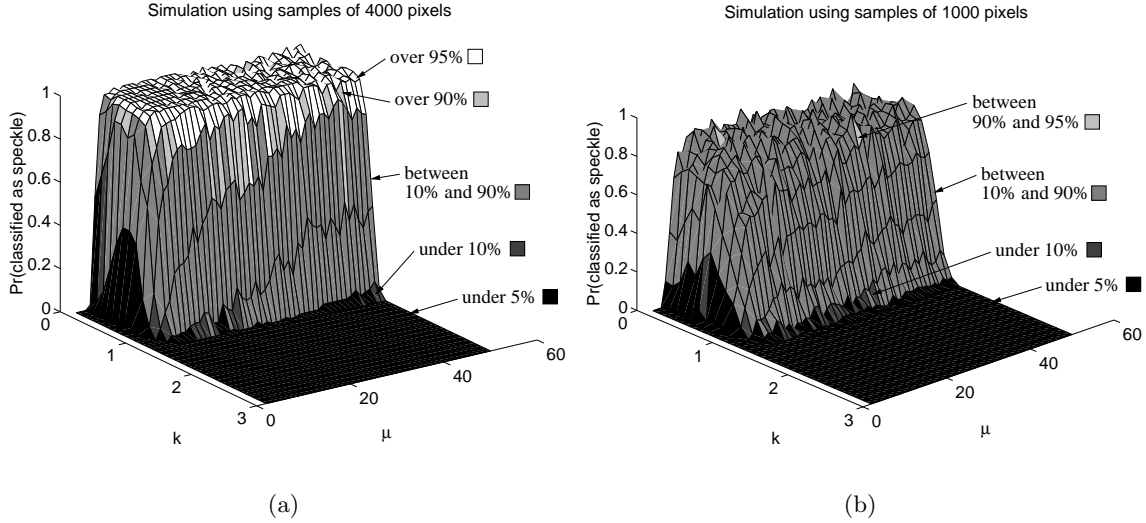 Simulation using samples of 4000 pixels
over 95%
over 90%
between
10% and 90%
under 10%
under 5%
Pr(classified as speckle)
1
0.8
0.6
0.4
0.2
0
0
1
2
3
k
0
20
40
60
μ
(a)
Simulation using samples of 1000 pixels
between
90% and 95%
between
10% and 90%
under 10%
under 5%
Pr(classified as speckle)
1
0.8
0.6
0.4
0.2
0
0
1
2
3
k
0
20
40
60
μ
(b)